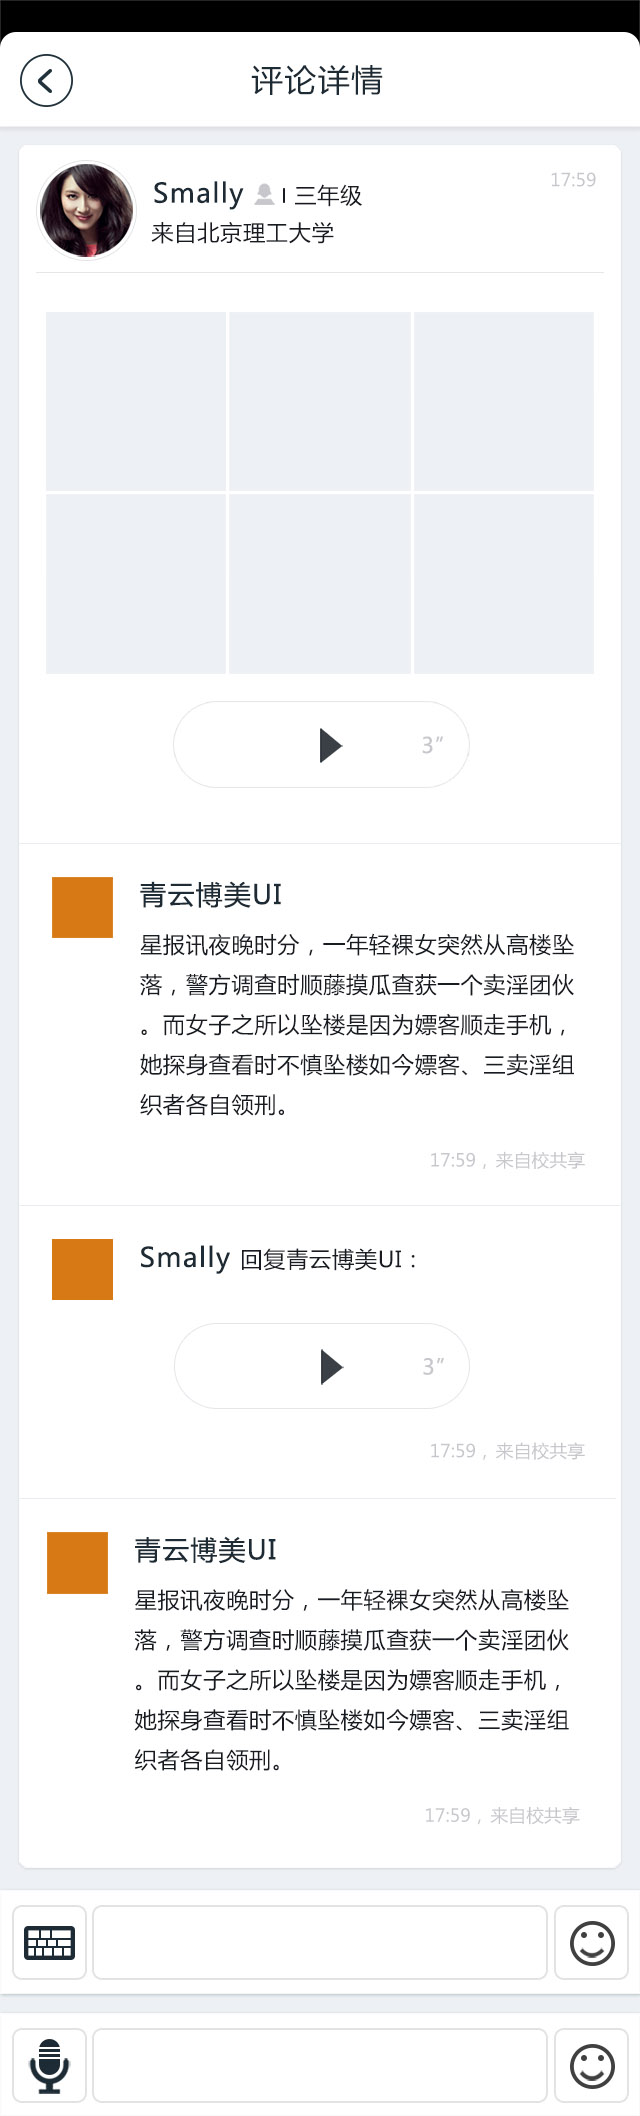 评论详情
Smally I 三年级
17:59
来自北京理工大学
3″
青云博美UI
星报讯夜晚时分，一年轻裸女突然从高楼坠
落，警方调查时顺藤摸瓜查获一个卖淫团伙
。而女子之所以坠楼是因为嫖客顺走手机，
她探身查看时不慎坠楼如今嫖客、三卖淫组
织者各自领刑。
17:59，来自校共享
Smally 回复青云博美UI：
3″
17:59，来自校共享
青云博美UI
星报讯夜晚时分，一年轻裸女突然从高楼坠
落，警方调查时顺藤摸瓜查获一个卖淫团伙
。而女子之所以坠楼是因为嫖客顺走手机，
她探身查看时不慎坠楼如今嫖客、三卖淫组
织者各自领刑。
17:59，来自校共享